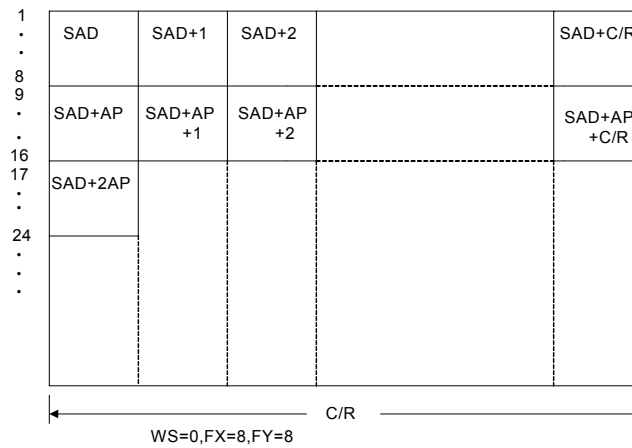 1
SAD SAD+1 SAD+2 SAD+C/R
8
9
SAD+AP SAD+AP SAD+AP SAD+AP
+1 +2 +C/R
16
17
SAD+2AP
24
C/R
WS=0,FX=8,FY=8